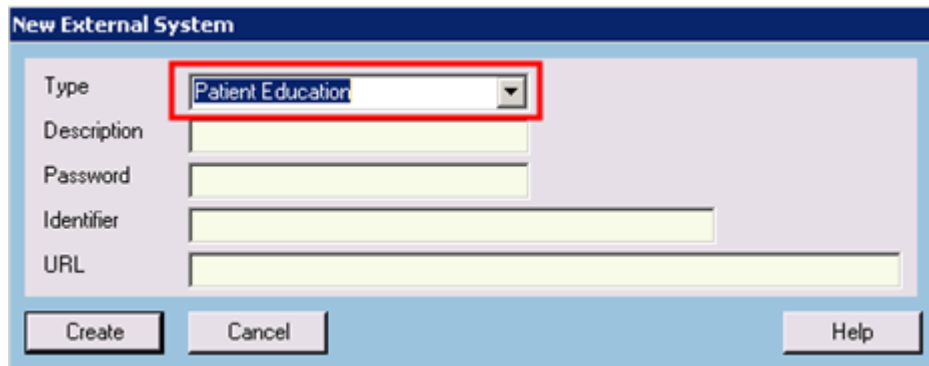 New External System
Type
Patient Education
Description
Password
Identifier
URL
Create Cancel Help